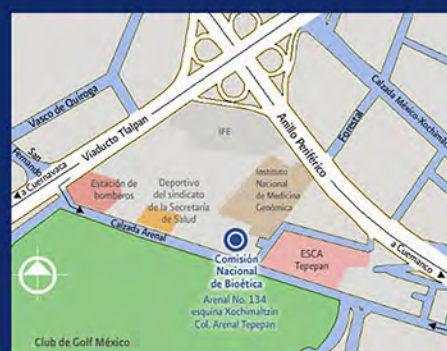 Vasco de Quiroga
Viaducto Tlalpan
San
Fernando
a Cuernavaca
IFE
Anillo Periférico
Forestal
Calzada México-Xochimilco
Estación de
bomberos
Deportivo
del sindicato
de la Secretaría
de Salud
Instituto
Nacional
de Medicina
Genómica
Calzada Arenal
Comisión
Nacional
de Bioética
Arenal No. 134
esquina Xochimaltzin
Col. Arenal Tepepan
ESCA
Tepepan
a Cuemanco
Club de Golf México